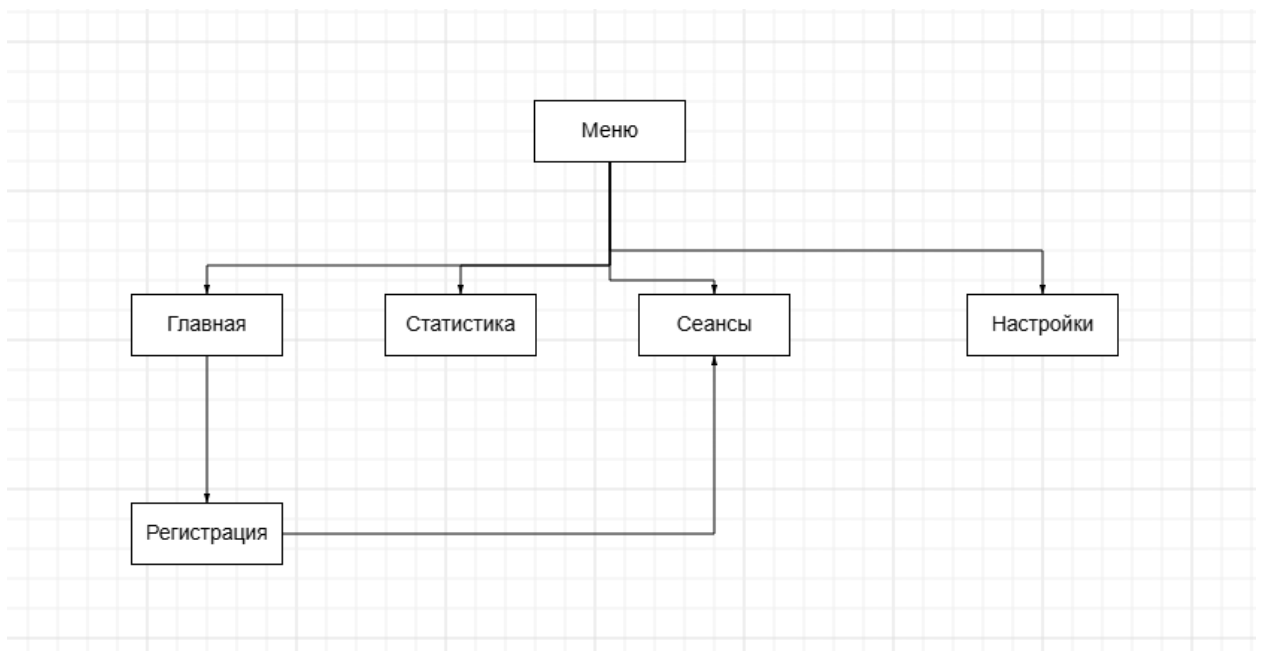 Меню
Главная
Статистика
Сеансы
Настройки
Регистрация